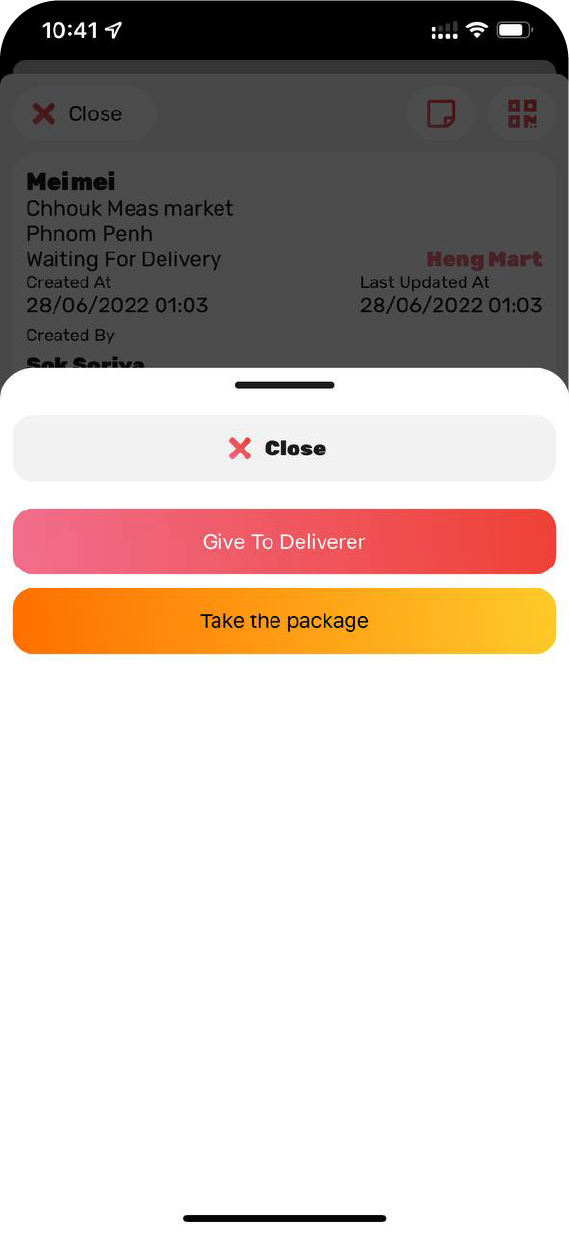 10:41
Close
Meimei
Chhouk Meas market
Phnom Penh
Waiting For Delivery
Heng Mart
Created At
Last Updated At
28/06/2022 01:03
28/06/2022 01:03
Created By
Sok Soriya
Close
Give To Deliverer
Take the package